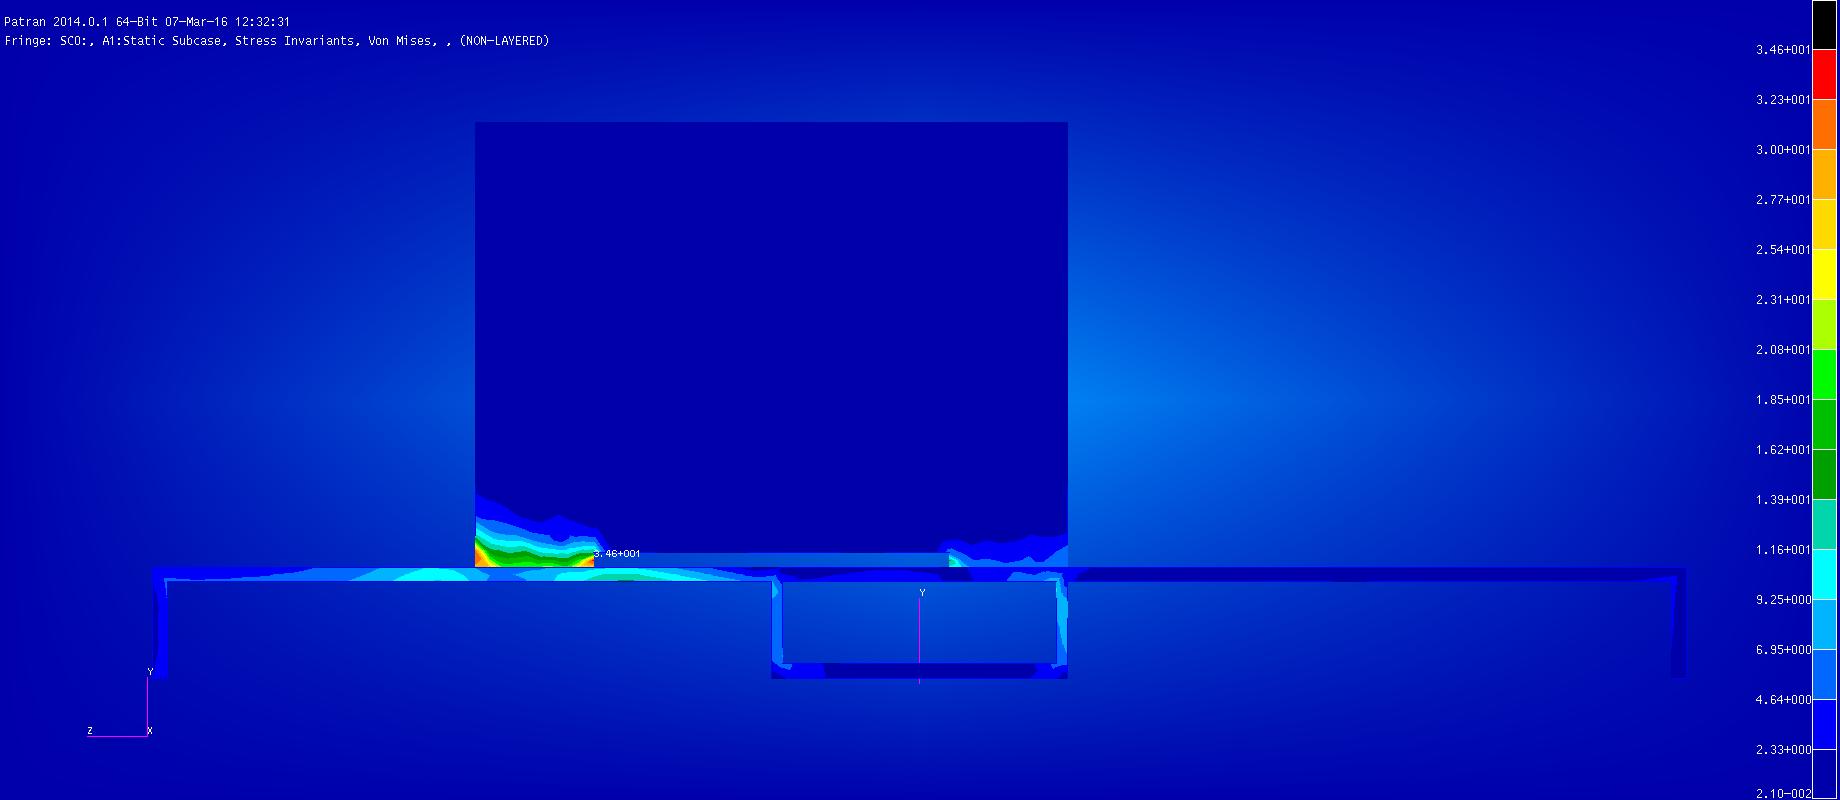 Patran 2014.0.1 64-Bit 07-Mar-16 12:32:31
Fringe: SC0:, A1:Static Subcase, Stress Invariants, Von Mises, , (NON-LAYERED)
3.46+001
3.23+001
3.00+001
2.77+001
2.54+001
2.31+001
2.08+001
1.85+001
1.62+001
1.39+001
3.46+001
1.16+001
Y
9.25+000
6.95+000
Y
4.64+000
Z
X
2.33+000
2.10-002